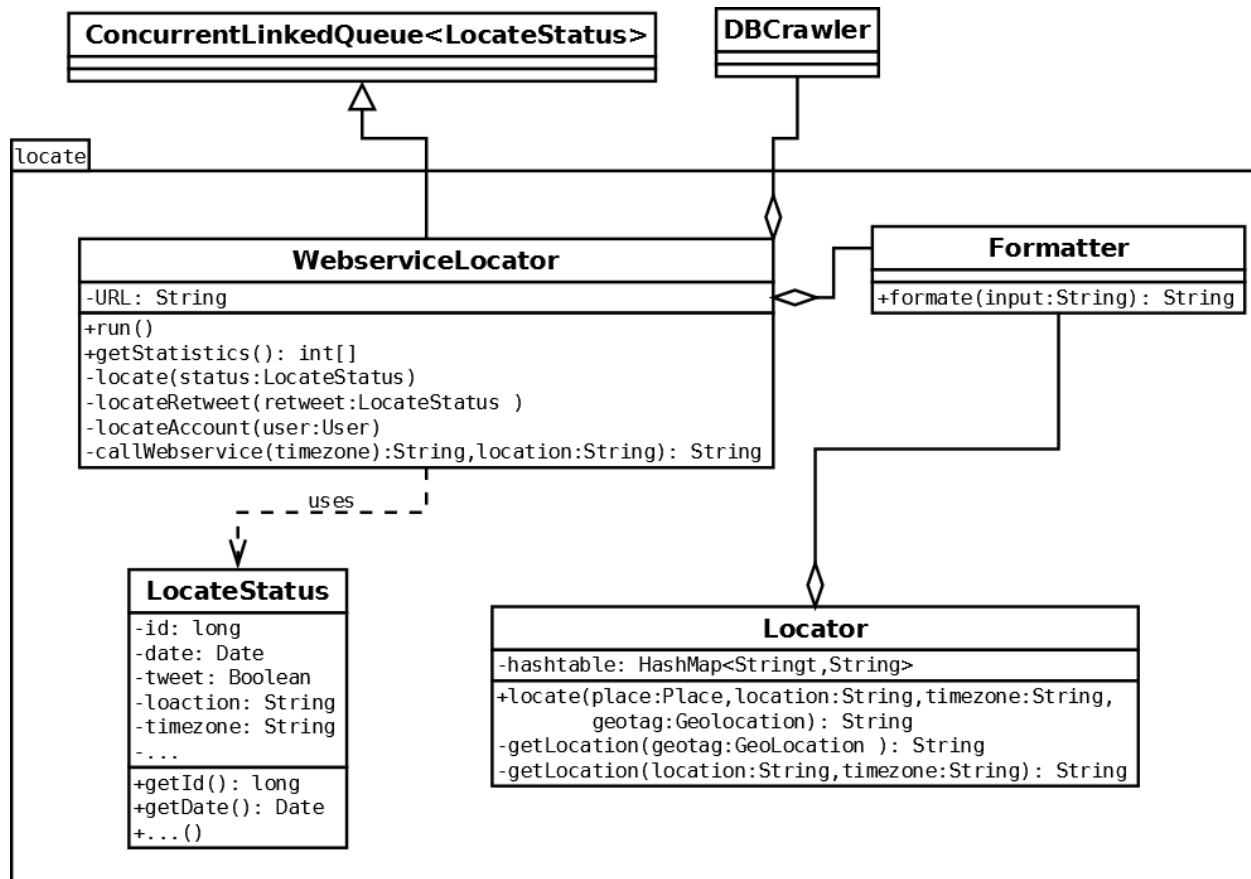 ConcurrentLinkedQueue<LocateStatus>
DBCrawler
locate
WebserviceLocator
-URL: String
+run()
+getStatistics(): int[]
-locate(status:LocateStatus)
-locateRetweet(retweet:LocateStatus )
-locateAccount(user:User)
-callWebservice(timezone):String,location:String): String
Formatter
+formate(input:String): String
uses
LocateStatus
-id: long
-date: Date
-tweet: Boolean
-loaction: String
-timezone: String
-...
+getId(): long
+getDate(): Date
+...()
Locator
-hashtable: HashMap<Stringt,String>
+locate(place:Place,location:String,timezone:String,
geotag:Geolocation): String
-getLocation(geotag:GeoLocation ): String
-getLocation(location:String,timezone:String): String